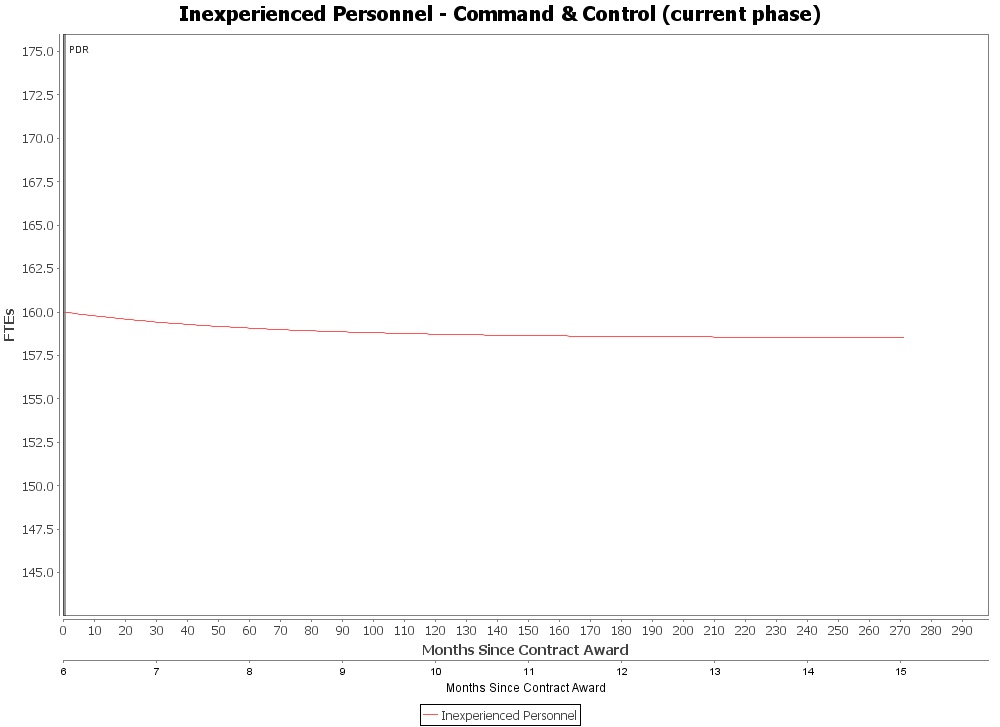 Inexperienced Personnel - Command & Control (current phase)
PDR
175.0
172.5
170.0
167.5
165.0
162.5
160.0
157.5
155.0
152.5
150.0
147.5
145.0
FTEs
0 10 20 30 40 50 60 70 80 90 100 110 120 130 140 150 160 170 180 190 200 210 220 230 240 250 260 270 280 290
Months Since Contract Award
6 7 8 9 10 11 12 13 14 15
Months Since Contract Award
Inexperienced Personnel